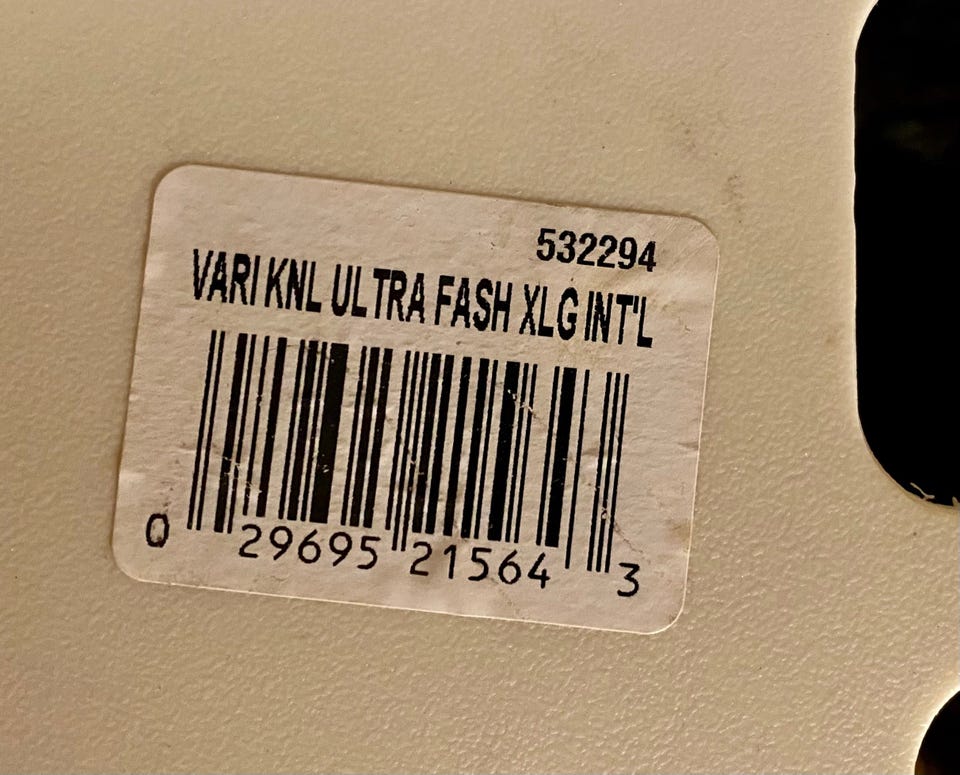 532294
VARI KNL ULTRA FASH XLG INT'L
0 29695 21564 3